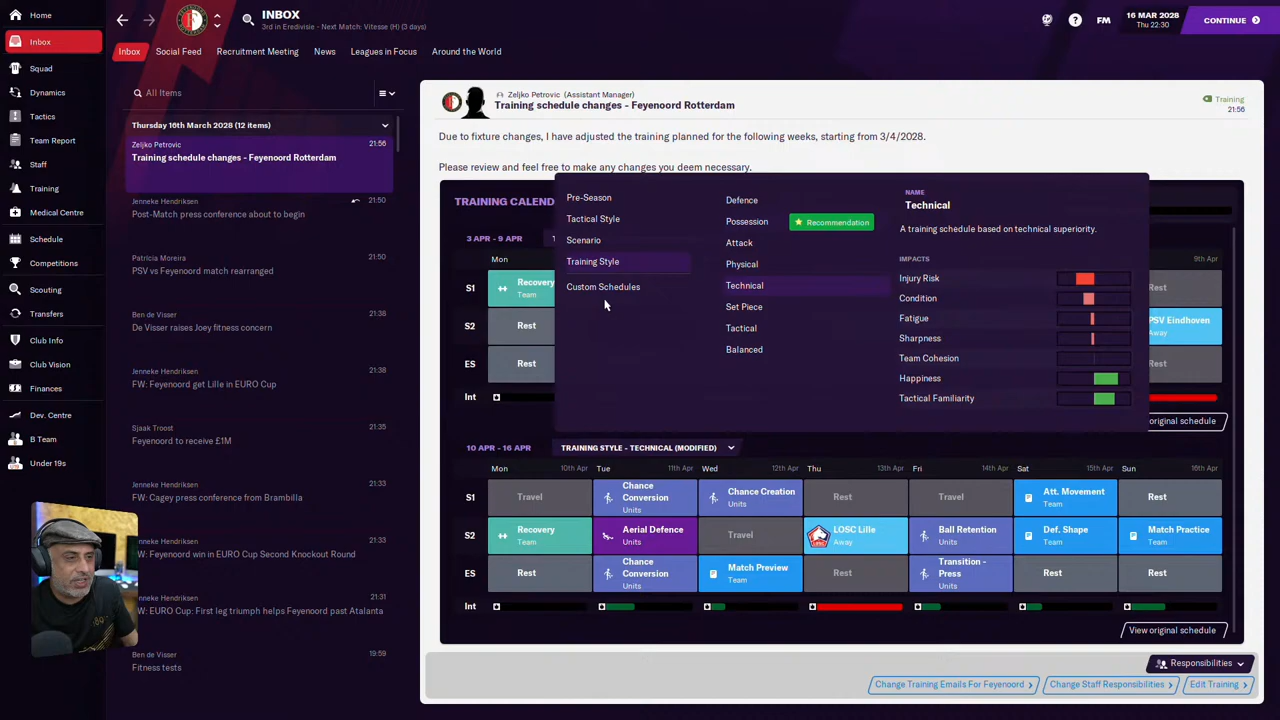 Home
Inbox
Squad
Dynamics
Tactics
Team Report
Staff
Training
Medical Centre
Schedule
Competitions
Scouting
Transfers
Club Info
Club Vision
Finances
Dev. Centre
B Team
Under 19s
INBOX
3rd in Eredivisie - Next Match: Vitesse (H) (3 days)
FM
16 MAR 2028
Thu 22:30
CONTINUE
Inbox
Social Feed
Recruitment Meeting
News
Leagues in Focus
Around the World
All Items
Thursday 16th March 2028 (12 items)
Zeljko Petrovic
21:56
Training schedule changes - Feyenoord Rotterdam
Jenneke Hendriksen
21:50
Post-Match press conference about to begin
Patricia Moreira
21:50
PSV vs Feyenoord match rearranged
Ben de Visser
21:38
De Visser raises Joey fitness concern
Jenneke Hendriksen
21:38
FW: Feyenoord get Lille in EURO Cup
Sjaak Troost
21:35
Feyenoord to receive £1M
Jenneke Hendriksen
21:33
FW: Cagey press conference from Brambilla
Jenneke Hendriksen
21:33
W: Feyenoord win in EURO Cup Second Knockout Round
Jenneke Hendriksen
21:31
W: EURO Cup: First leg triumph helps Feyenoord past Atalanta
Ben de Visser
19:59
Fitness tests
Zeljko Petrovic (Assistant Manager)
Training schedule changes - Feyenoord Rotterdam
Training
21:56
Due to fixture changes, I have adjusted the training planned for the following weeks, starting from 3/4/2028.
Please review and feel free to make any changes you deem necessary.
TRAINING CALEND
3 APR - 9 APR
Mon
9th Apr
S1
Recovery
Team
Rest
S2
Rest
PSV Eindhoven
Away
ES
Rest
Rest
Int
original schedule
Pre-Season
Tactical Style
Scenario
Training Style
Custom Schedules
Defence
Possession
Recommendation
Attack
Physical
Technical
Set Piece
Tactical
Balanced
NAME
Technical
A training schedule based on technical superiority.
IMPACTS
Injury Risk
Condition
Fatigue
Sharpness
Team Cohesion
Happiness
Tactical Familiarity
10 APR - 16 APR
TRAINING STYLE - TECHNICAL (MODIFIED)
Mon 10th Apr Tue 11th Apr Wed 12th Apr Thu 13th Apr Fri 14th Apr Sat 15th Apr Sun 16th Apr
S1
Travel
Chance
Conversion
Units
Chance Creation
Units
Rest
Travel
Att. Movement
Team
Rest
S2
Recovery
Team
Aerial Defence
Units
Travel
LOSC Lille
Away
Ball Retention
Units
Def. Shape
Team
Match Practice
Team
ES
Rest
Chance
Conversion
Units
Match Preview
Team
Rest
Transition -
Press
Units
Rest
Rest
Int
View original schedule
Responsibilities
Change Training Emails For Feyenoord
Change Staff Responsibilities
Edit Training